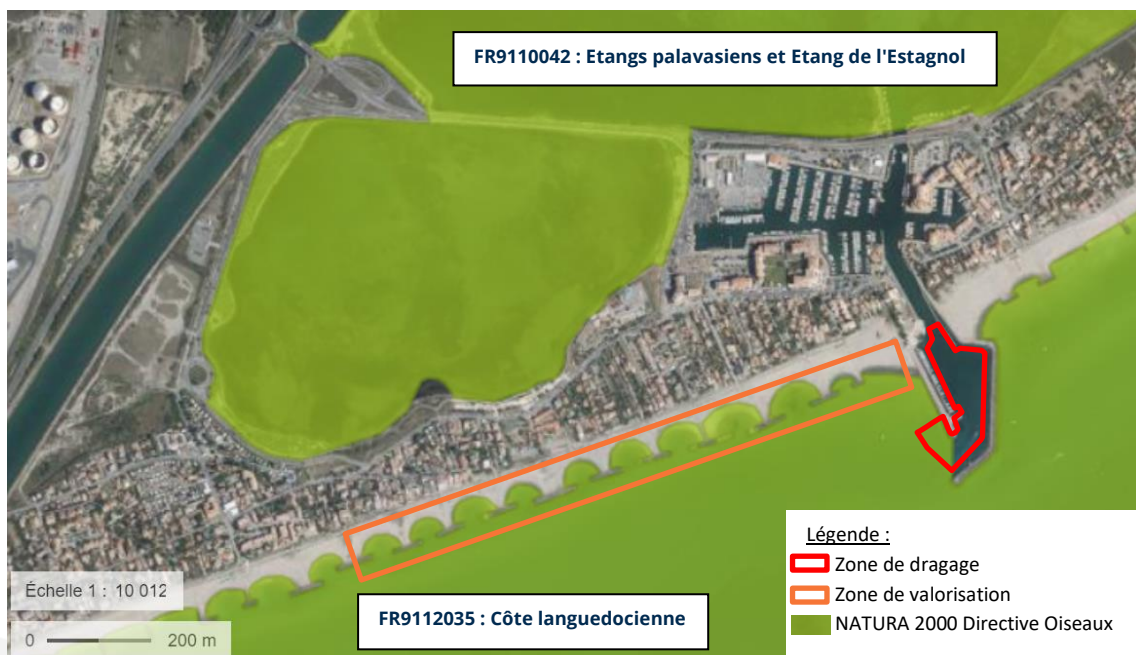 FR9110042 : Etangs palavasiens et Etang de l'Estagnol
Échelle 1 : 10 012
0 200 m
FR9112035 : Côte languedocienne
Légende :
Zone de dragage
Zone de valorisation
NATURA 2000 Directive Oiseaux